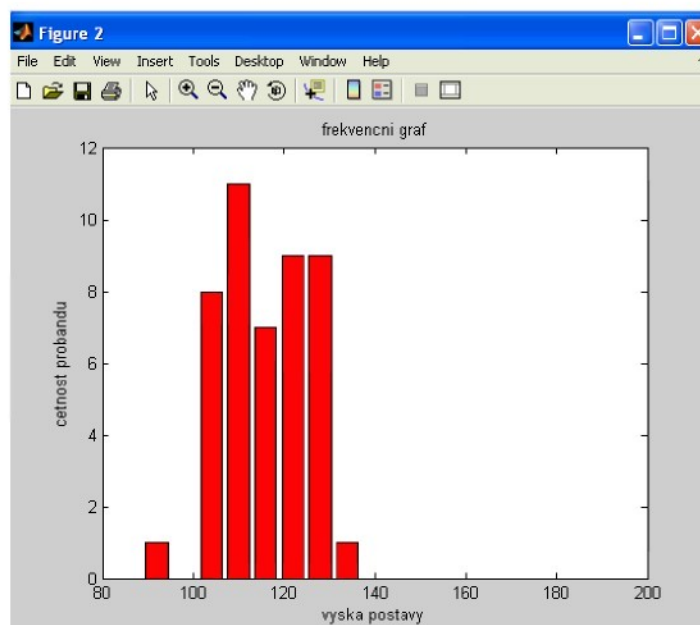 Figure 2
File Edit View Insert Tools Desktop Window Help
frekvencni graf
12
10
8
6
4
2
0
cetnost probandu
80 100 120 140 160 180 200
vyska postavy